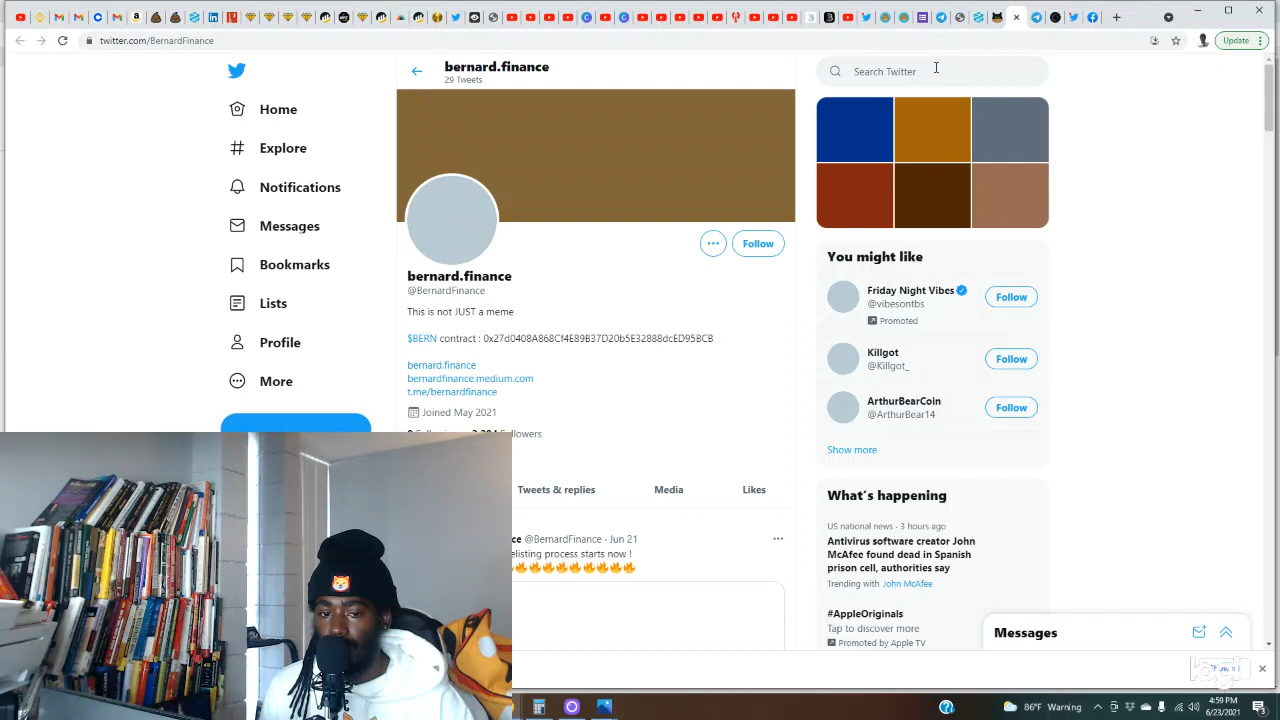 twitter.com/BernardFinance
Update
Home
Explore
Notifications
Messages
Bookmarks
Lists
Profile
More
bernard.finance
29 Tweets
Follow
bernard.finance
@BernardFinance
This is not JUST a meme
$BERN contract : 0x27d0408A868Cf4E89B37D20b5E32888dcED95BCB
bernard.finance
bernardfinance.medium.com
t.me/bernardfinance
Joined May 2021
Tweets & replies
Media
Likes
@BernardFinance · Jun 21
process starts now !
Search Twitter
You might like
Friday Night Vibes
@vibesontbs
Promoted
Follow
Killgot
@Killgot_
Follow
ArthurBearCoin
@ArthurBear14
Follow
Show more
What's happening
US national news · 3 hours ago
Antivirus software creator John
McAfee found dead in Spanish
prison cell, authorities say
Trending with John McAfee
#AppleOriginals
Tap to discover more
Promoted by Apple TV
Messages
86°F Warning
4:59 PM
6/23/2021